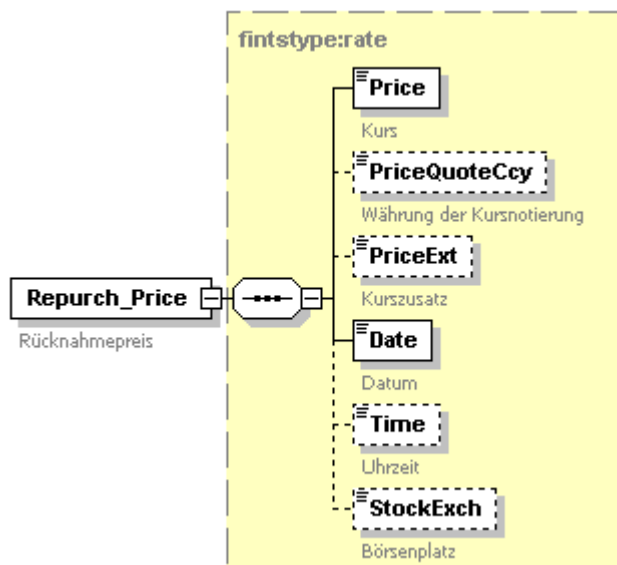 fintstype:rate
Price
Kurs
PriceQuoteCcy
Währung der Kursnotierung
PriceExt
Kurszusatz
Repurch_Price
Rücknahmepreis
Date
Datum
Time
Uhrzeit
StockExch
Börsenplatz